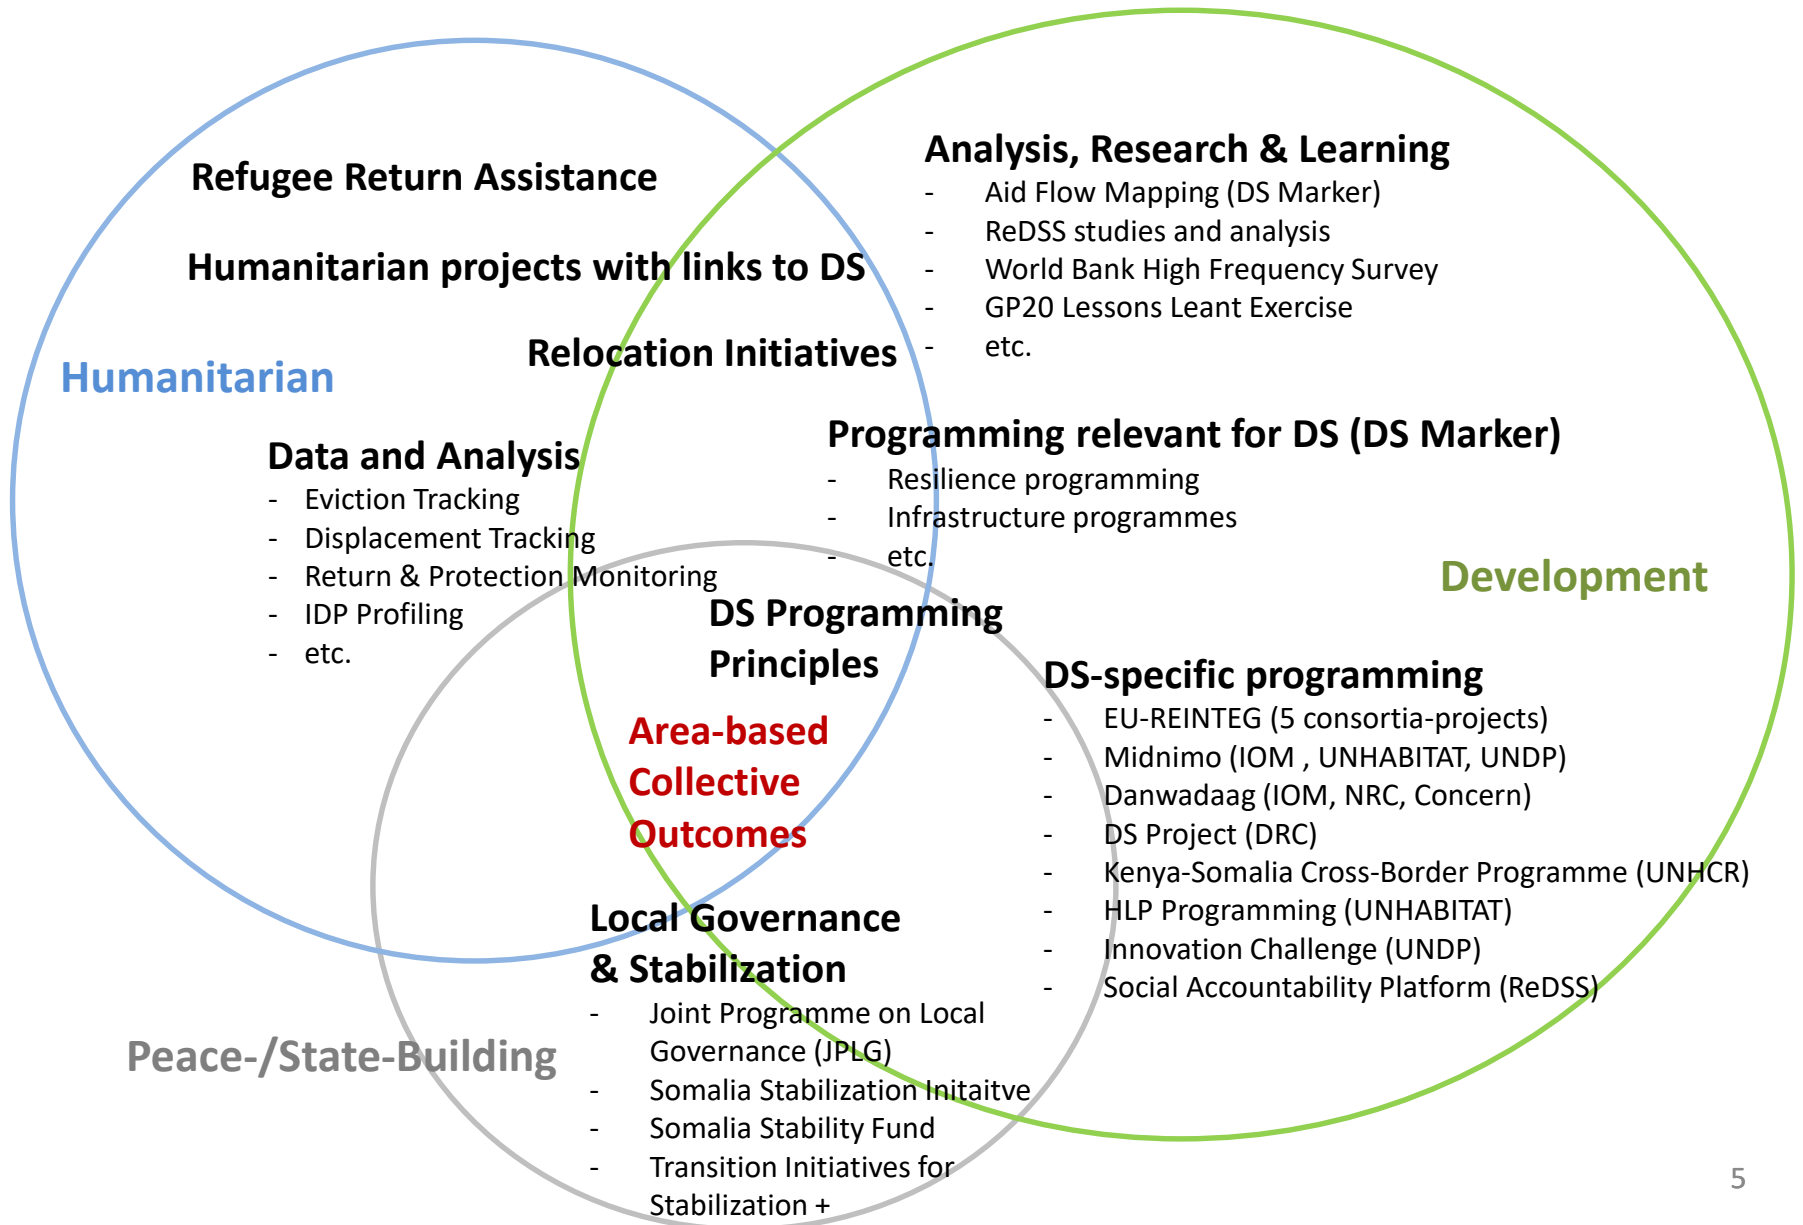 Refugee Return Assistance
Humanitarian projects with links to DS
Relocation Initiatives
Humanitarian
Data and Analysis
- Eviction Tracking
- Displacement Tracking
- Return & Protection Monitoring
- IDP Profiling
- etc.
Analysis, Research & Learning
- Aid Flow Mapping (DS Marker)
- ReDSS studies and analysis
- World Bank High Frequency Survey
- GP20 Lessons Leant Exercise
- etc.
Programming relevant for DS (DS Marker)
- Resilience programming
- Infrastructure programmes
- etc.
Development
DS Programming
Principles
Area-based
Collective
Outcomes
DS-specific programming
- EU-REINTEG (5 consortia-projects)
- Midnimo (IOM , UNHABITAT, UNDP)
- Danwadaag (IOM, NRC, Concern)
- DS Project (DRC)
- Kenya-Somalia Cross-Border Programme (UNHCR)
- HLP Programming (UNHABITAT)
- Innovation Challenge (UNDP)
- Social Accountability Platform (ReDSS)
Local Governance
& Stabilization
- Joint Programme on Local
Governance (JPLG)
- Somalia Stabilization Initaitve
- Somalia Stability Fund
- Transition Initiatives for
Stabilization +
Peace-/State-Building
5